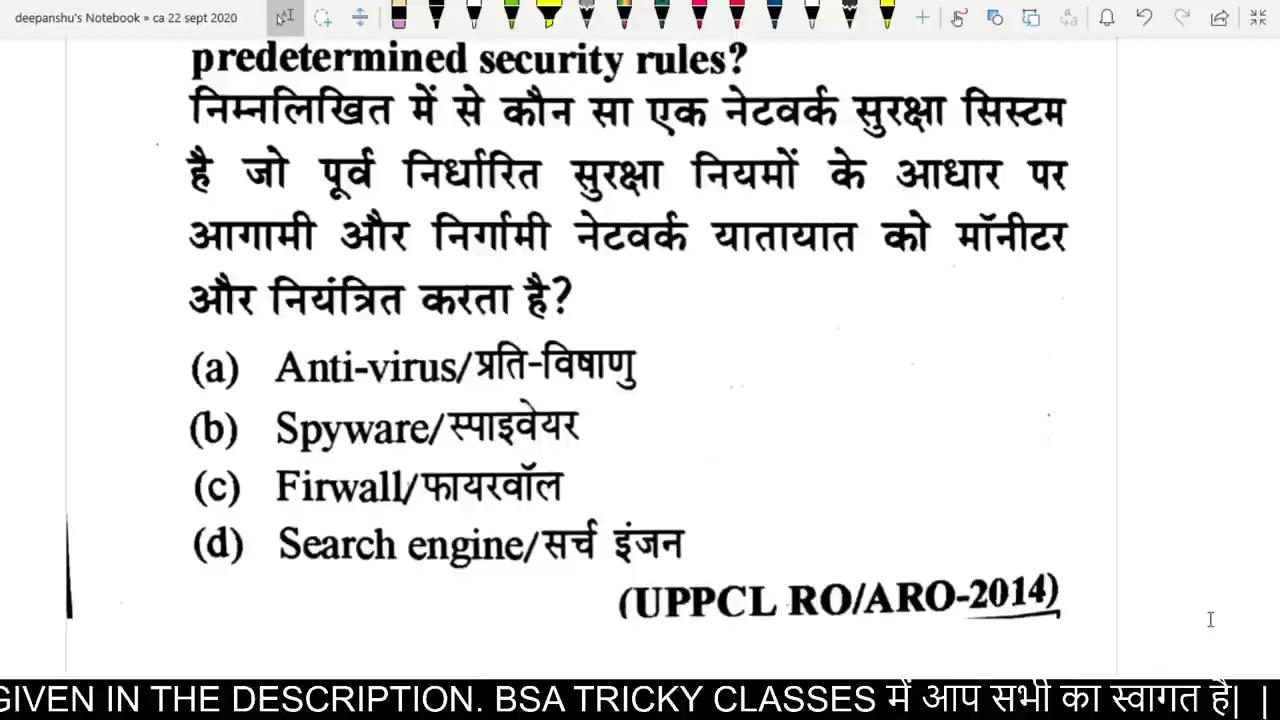 deepanshu's Notebook » ca 22 sept 2020
predetermined security rules?
निम्नलिखित में से कौन सा एक नेटवर्क सुरक्षा सिस्टम
है जो पूर्व निर्धारित सुरक्षा नियमों के आधार पर
आगामी और निर्गामी नेटवर्क यातायात को मॉनीटर
और नियंत्रित करता है?
(a) Anti-virus/प्रति-विषाणु
(b) Spyware/स्पाइवेयर
(c) Firwall/फायरवॉल
(d) Search engine/सर्च इंजन
(UPPCL RO/ARO-2014)
GIVEN IN THE DESCRIPTION. BSA TRICKY CLASSES में आप सभी का स्वागत है| |